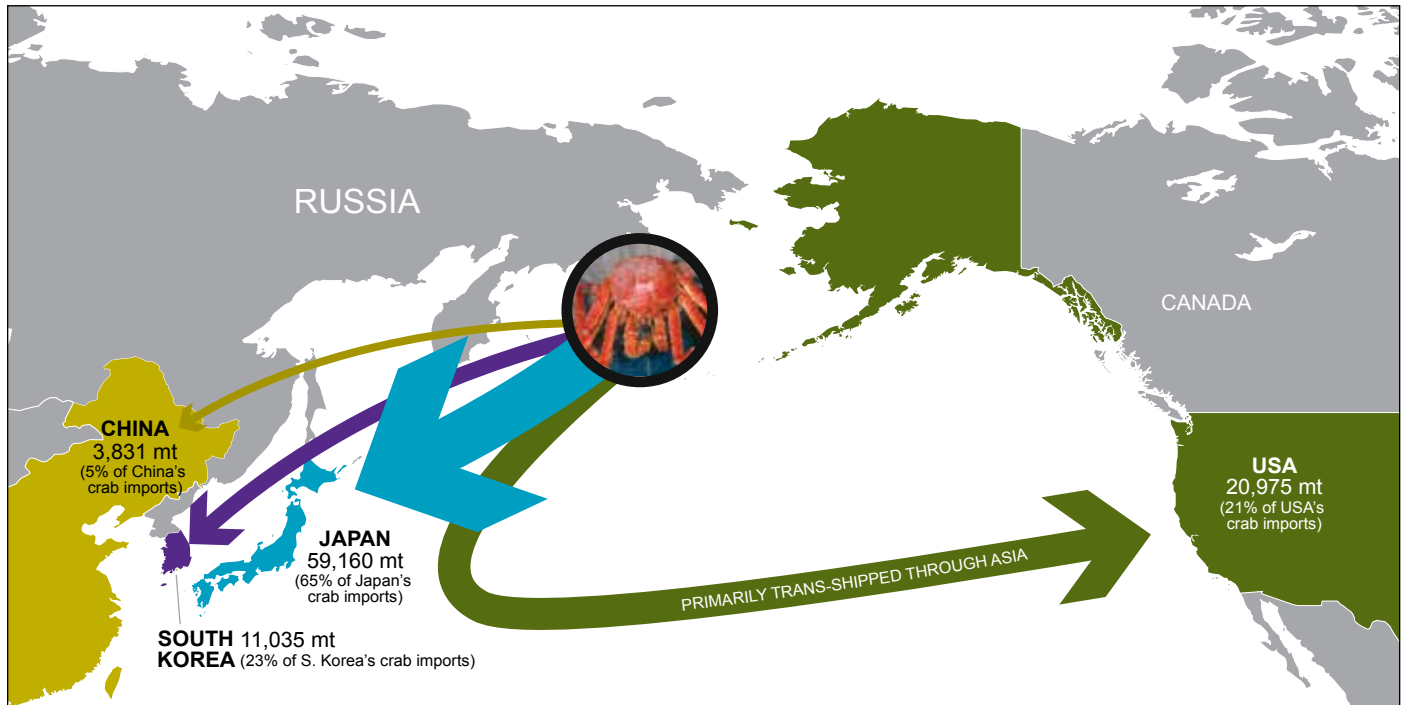 RUSSIA
CANADA
CHINA
3,831 mt
(5% of China's
crab imports)
USA
20,975 mt
(21% of USA's
crab imports)
JAPAN
59,160 mt
(65% of Japan's
crab imports)
PRIMARILY TRANS-SHIPPED THROUGH ASIA
SOUTH 11,035 mt
KOREA (23% of S. Korea's crab imports)